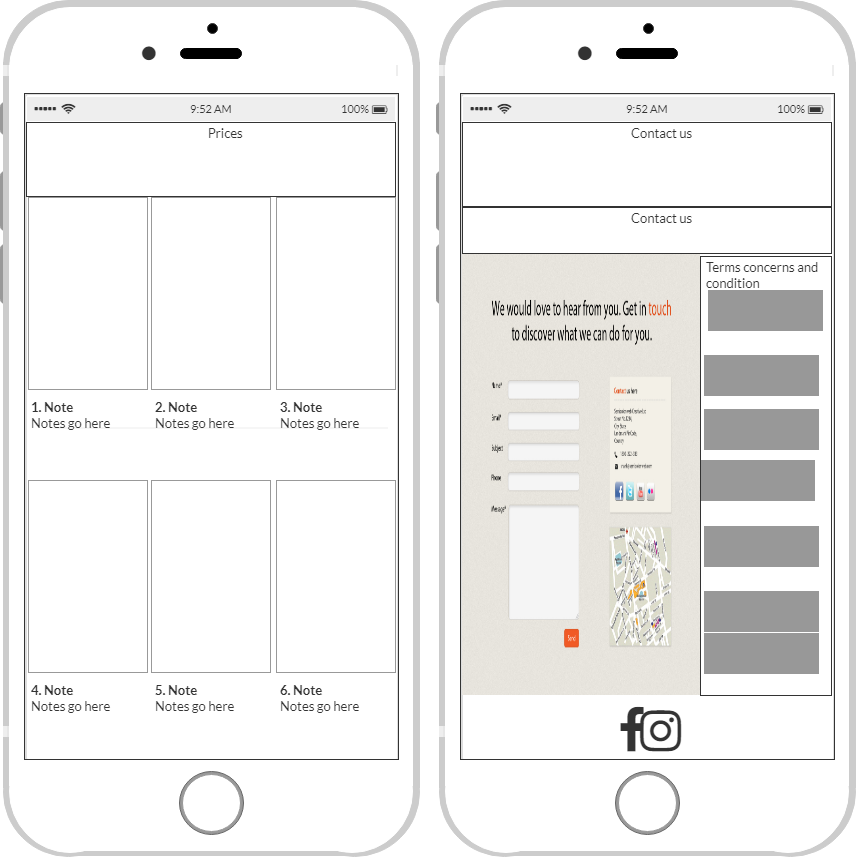 9:52 AM
100%
Prices
1. Note
Notes go here
2. Note
Notes go here
3. Note
Notes go here
4. Note
Notes go here
5. Note
Notes go here
6. Note
Notes go here
9:52 AM
100%
Contact us
Contact us
We would love to hear from you. Get in touch
to discover what we can do for you.
Name*
Email*
Subject
Phone
Message*
Send
Contact us here
Country
Terms concerns and
condition